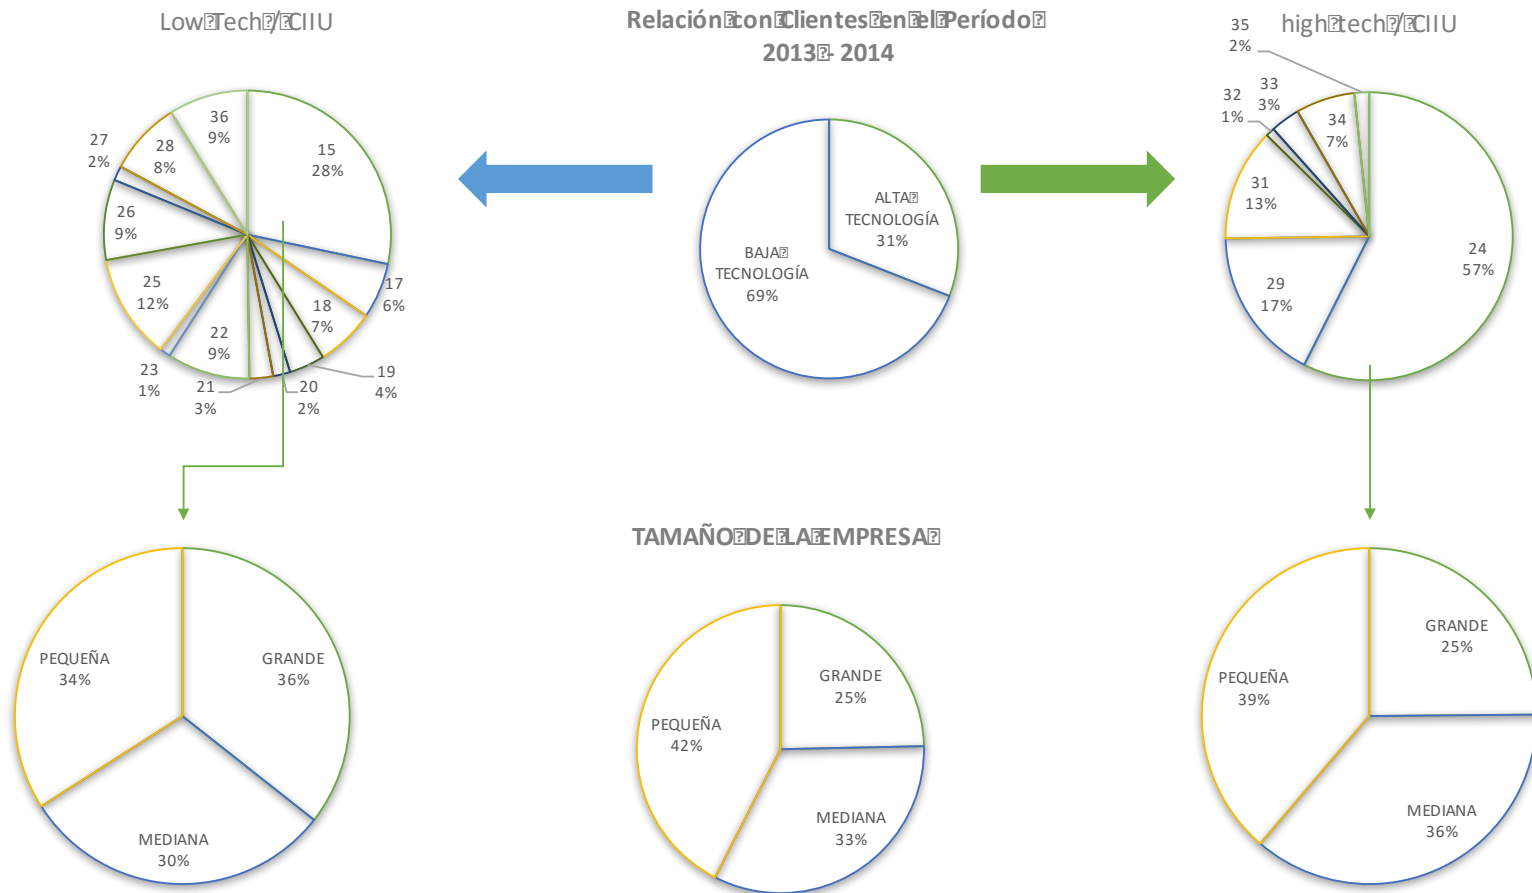 Low Tech / CIIU
Relación con Clientes en el Período
2013 - 2014
high tech / CIIU
36
9%
15
28%
17
6%
18
7%
19
4%
20
2%
21
3%
22
9%
23
1%
25
12%
26
9%
27
2%
28
8%
ALTA
TECNOLOGÍA
31%
BAJA
TECNOLOGÍA
69%
35
2%
24
57%
29
17%
31
13%
32
1%
33
3%
34
7%
TAMAÑO DE LA EMPRESA
PEQUEÑA
34%
GRANDE
36%
MEDIANA
30%
GRANDE
25%
PEQUEÑA
42%
MEDIANA
33%
GRANDE
25%
PEQUEÑA
39%
MEDIANA
36%